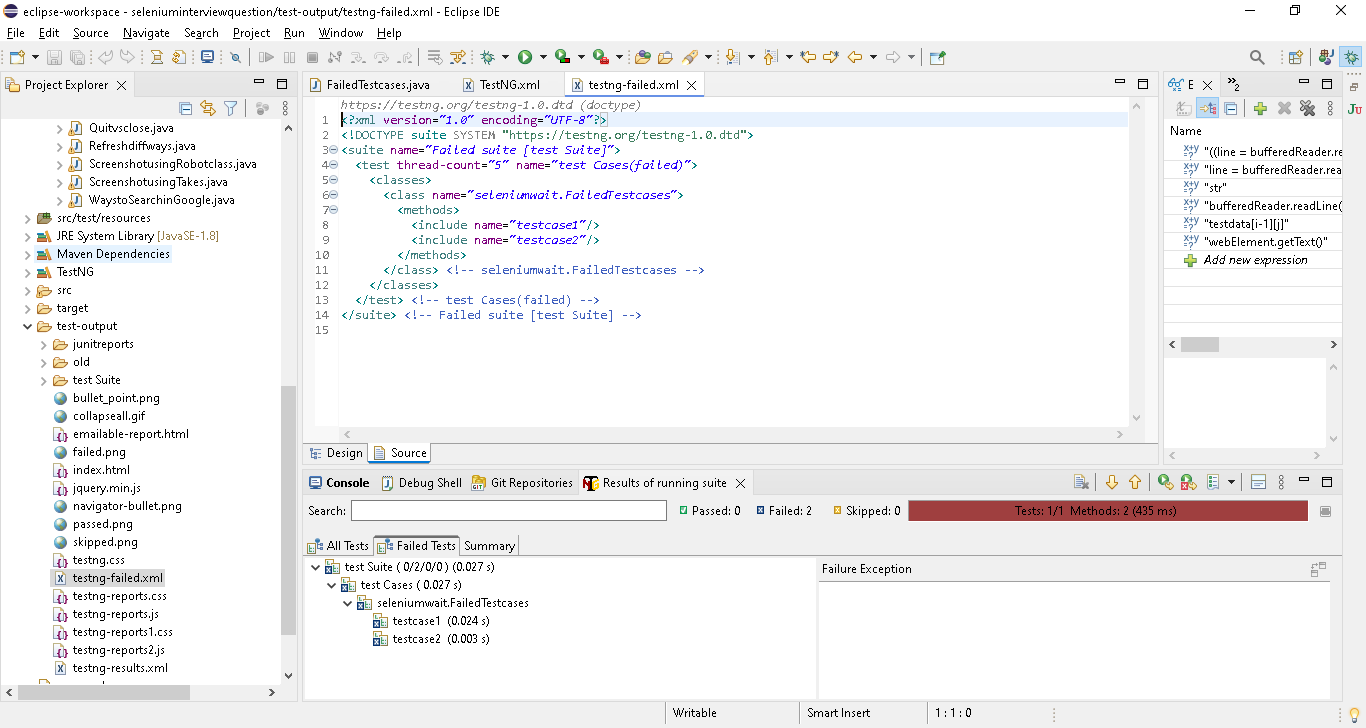 eclipse-workspace - seleniuminterviewquestion/test-output/testng-failed.xml - Eclipse IDE
File Edit Source Navigate Search Project Run Window Help
Project Explorer
Quitvsclose.java
Refreshdiffways.java
ScreenshotusingRobotclass.java
ScreenshotusingTakes.java
WaystoSearchinGoogle.java
src/test/resources
JRE System Library [JavaSE-1.8]
Maven Dependencies
TestNG
src
target
test-output
junitreports
old
test Suite
bullet_point.png
collapseall.gif
emailable-report.html
failed.png
index.html
jquery.min.js
navigator-bullet.png
passed.png
skipped.png
testng.css
testng-failed.xml
testng-reports.css
testng-reports.js
testng-reports1.css
testng-reports2.js
testng-results.xml
FailedTestcases.java TestNG.xml testng-failed.xml
https://testng.org/testng-1.0.dtd (doctype)
1 <?xml version="1.0" encoding="UTF-8"?>
2 <!DOCTYPE suite SYSTEM "https://testng.org/testng-1.0.dtd">
3 <suite name="Failed suite [test Suite]">
4 <test thread-count="5" name="test Cases(failed)">
5 <classes>
6 <class name="seleniumwait.FailedTestcases">
7 <methods>
8 <include name="testcase1"/>
9 <include name="testcase2"/>
10 </methods>
11 </class> <!-- seleniumwait.FailedTestcases -->
12 </classes>
13 </test> <!-- test Cases(failed) -->
14 </suite> <!-- Failed suite [test Suite] -->
15
Design Source
E 2
Ju
Name
"((line = bufferedReader.re
"line = bufferedReader.rea
"str"
"bufferedReader.readLine(
"testdata[i-1][j]"
"webElement.getText()"
Add new expression
Console Debug Shell Git Repositories Results of running suite
Search: Passed: 0 Failed: 2 Skipped: 0 Tests: 1/1 Methods: 2 (435 ms)
All Tests Failed Tests Summary
test Suite ( 0/2/0/0 ) (0.027 s)
test Cases ( 0.027 s)
seleniumwait.FailedTestcases
testcase1 (0.024 s)
testcase2 (0.003 s)
Failure Exception
Writable Smart Insert 1 : 1 : 0